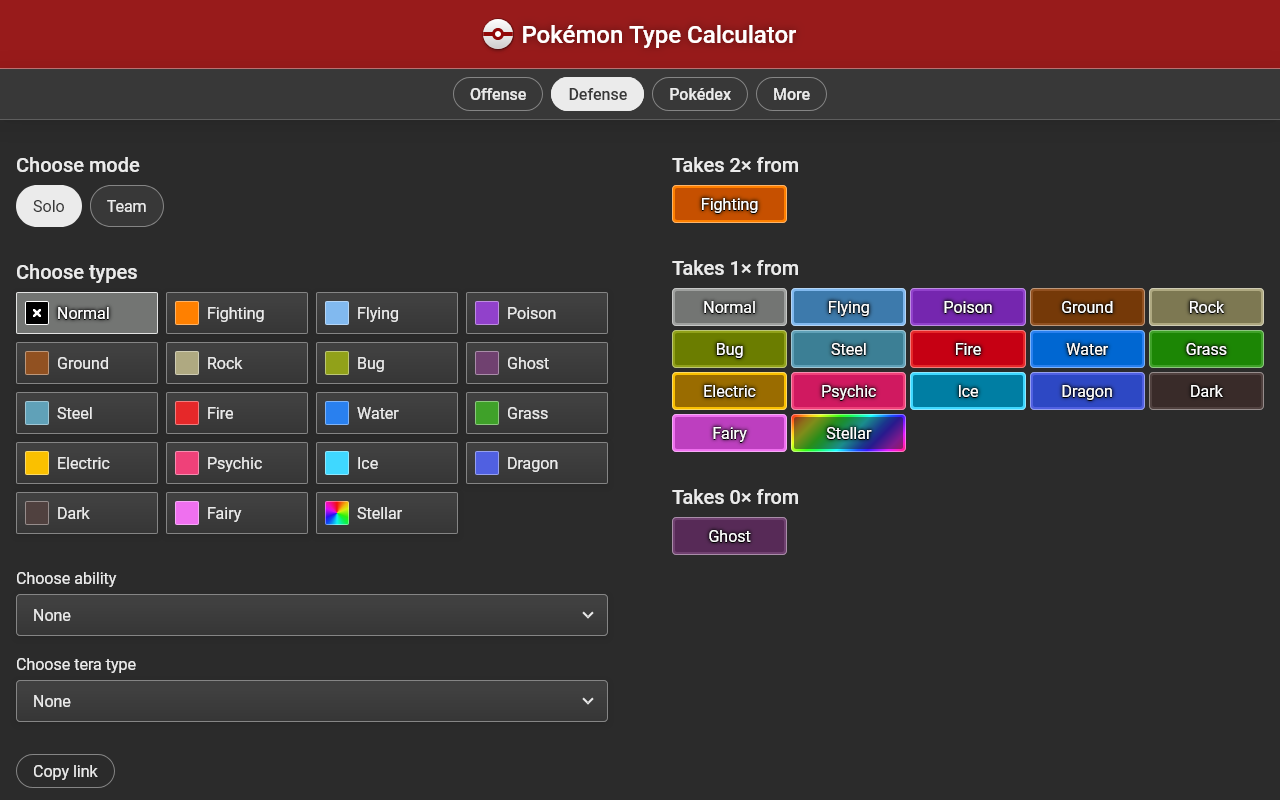 Pokémon Type Calculator
Offense Defense Pokédex More
Choose mode
Solo Team
Choose types
Normal Fighting Flying Poison
Ground Rock Bug Ghost
Steel Fire Water Grass
Electric Psychic Ice Dragon
Dark Fairy Stellar
Choose ability
None
Choose tera type
None
Copy link
Takes 2× from
Fighting
Takes 1× from
Normal Flying Poison Ground Rock
Bug Steel Fire Water Grass
Electric Psychic Ice Dragon Dark
Fairy Stellar
Takes 0× from
Ghost